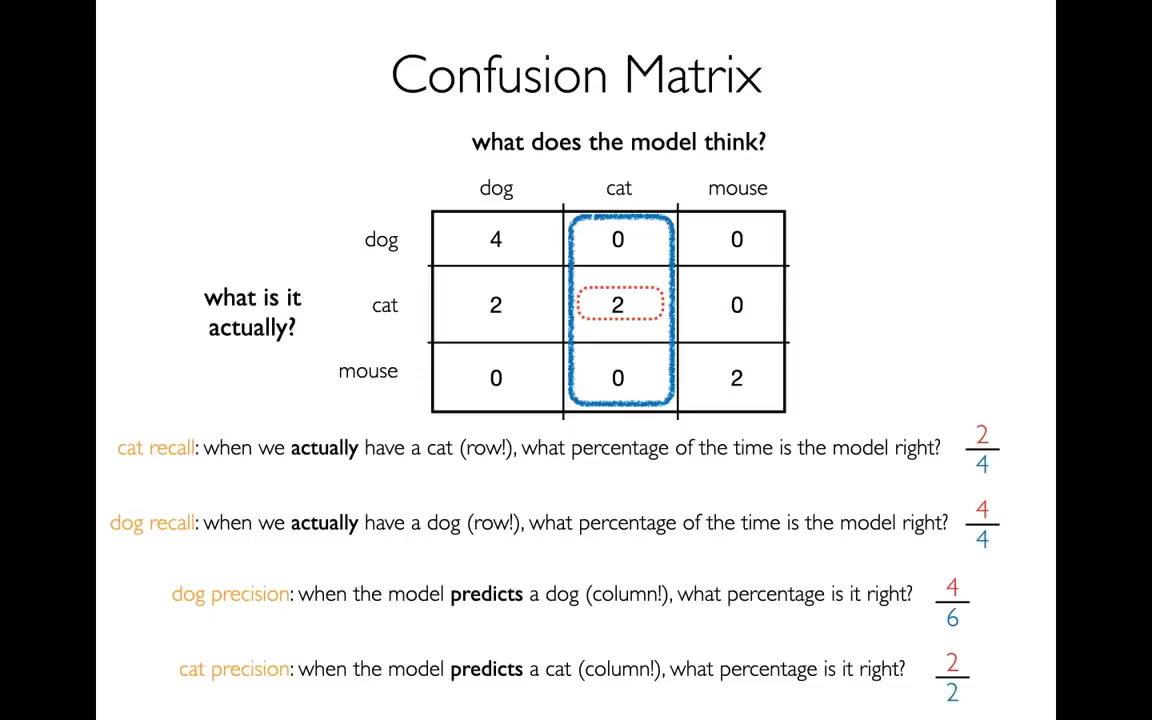 Confusion Matrix
what does the model think?
dog cat mouse
dog 4 0 0
what is it
actually?
cat 2 2 0
mouse 0 0 2
cat recall: when we actually have a cat (row!), what percentage of the time is the model right? 2/4
dog recall: when we actually have a dog (row!), what percentage of the time is the model right? 4/4
dog precision: when the model predicts a dog (column!), what percentage is it right? 4/6
cat precision: when the model predicts a cat (column!), what percentage is it right? 2/2